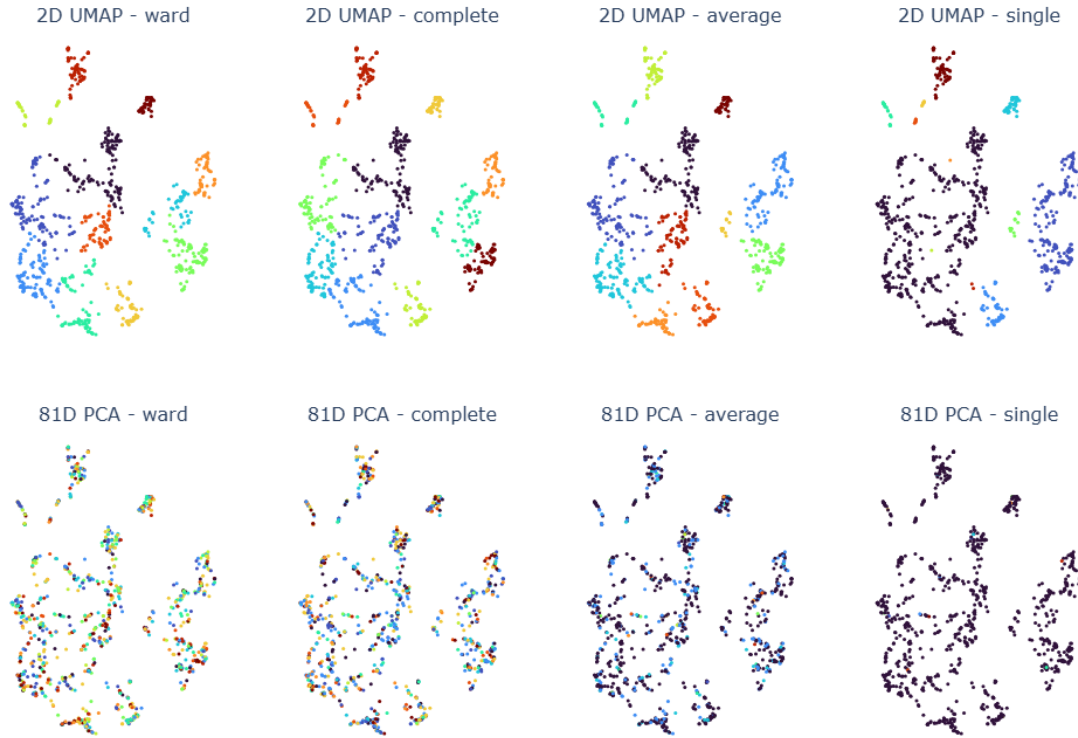 2D UMAP - ward
2D UMAP - complete
2D UMAP - average
2D UMAP - single
81D PCA - ward
81D PCA - complete
81D PCA - average
81D PCA - single